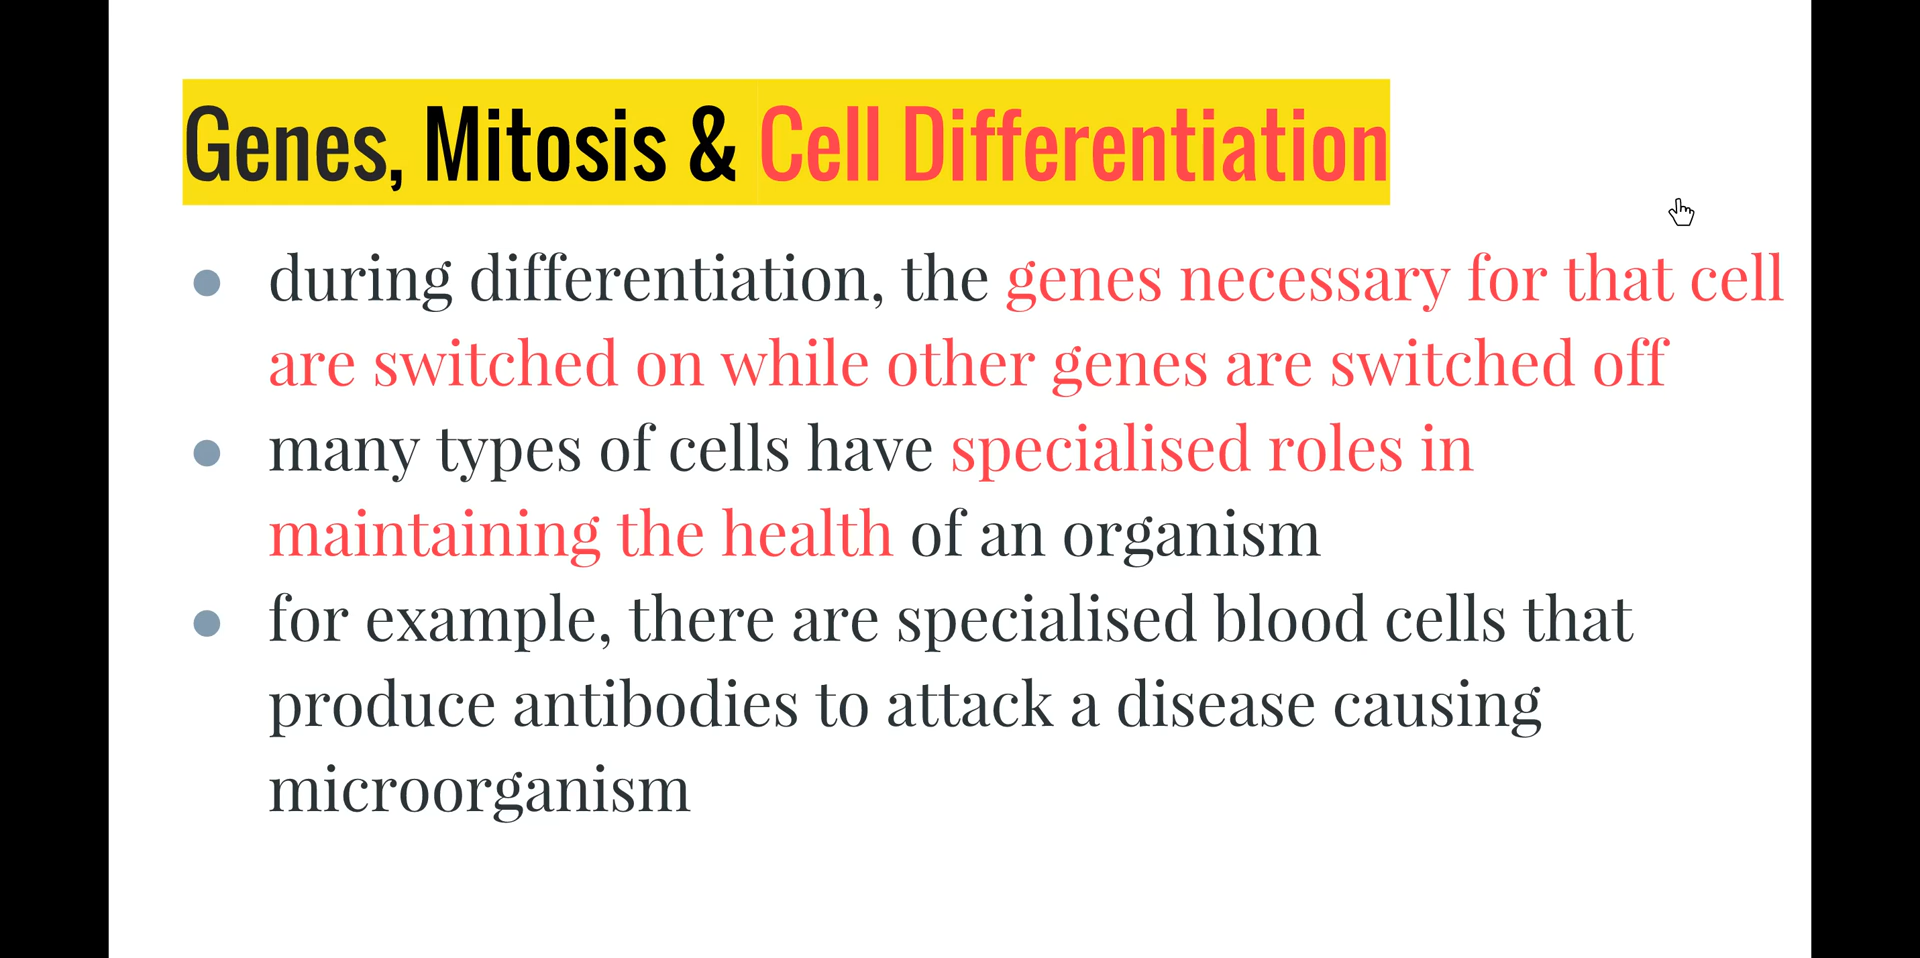 Genes, Mitosis & Cell Differentiation
● during differentiation, the genes necessary for that cell
are switched on while other genes are switched off
● many types of cells have specialised roles in
maintaining the health of an organism
● for example, there are specialised blood cells that
produce antibodies to attack a disease causing
microorganism